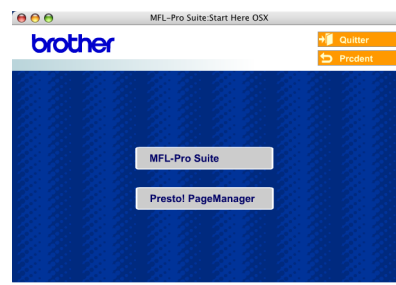 MFL-Pro Suite:Start Here OSX
brother
Quitter
Prcdent
MFL-Pro Suite
Presto! PageManager